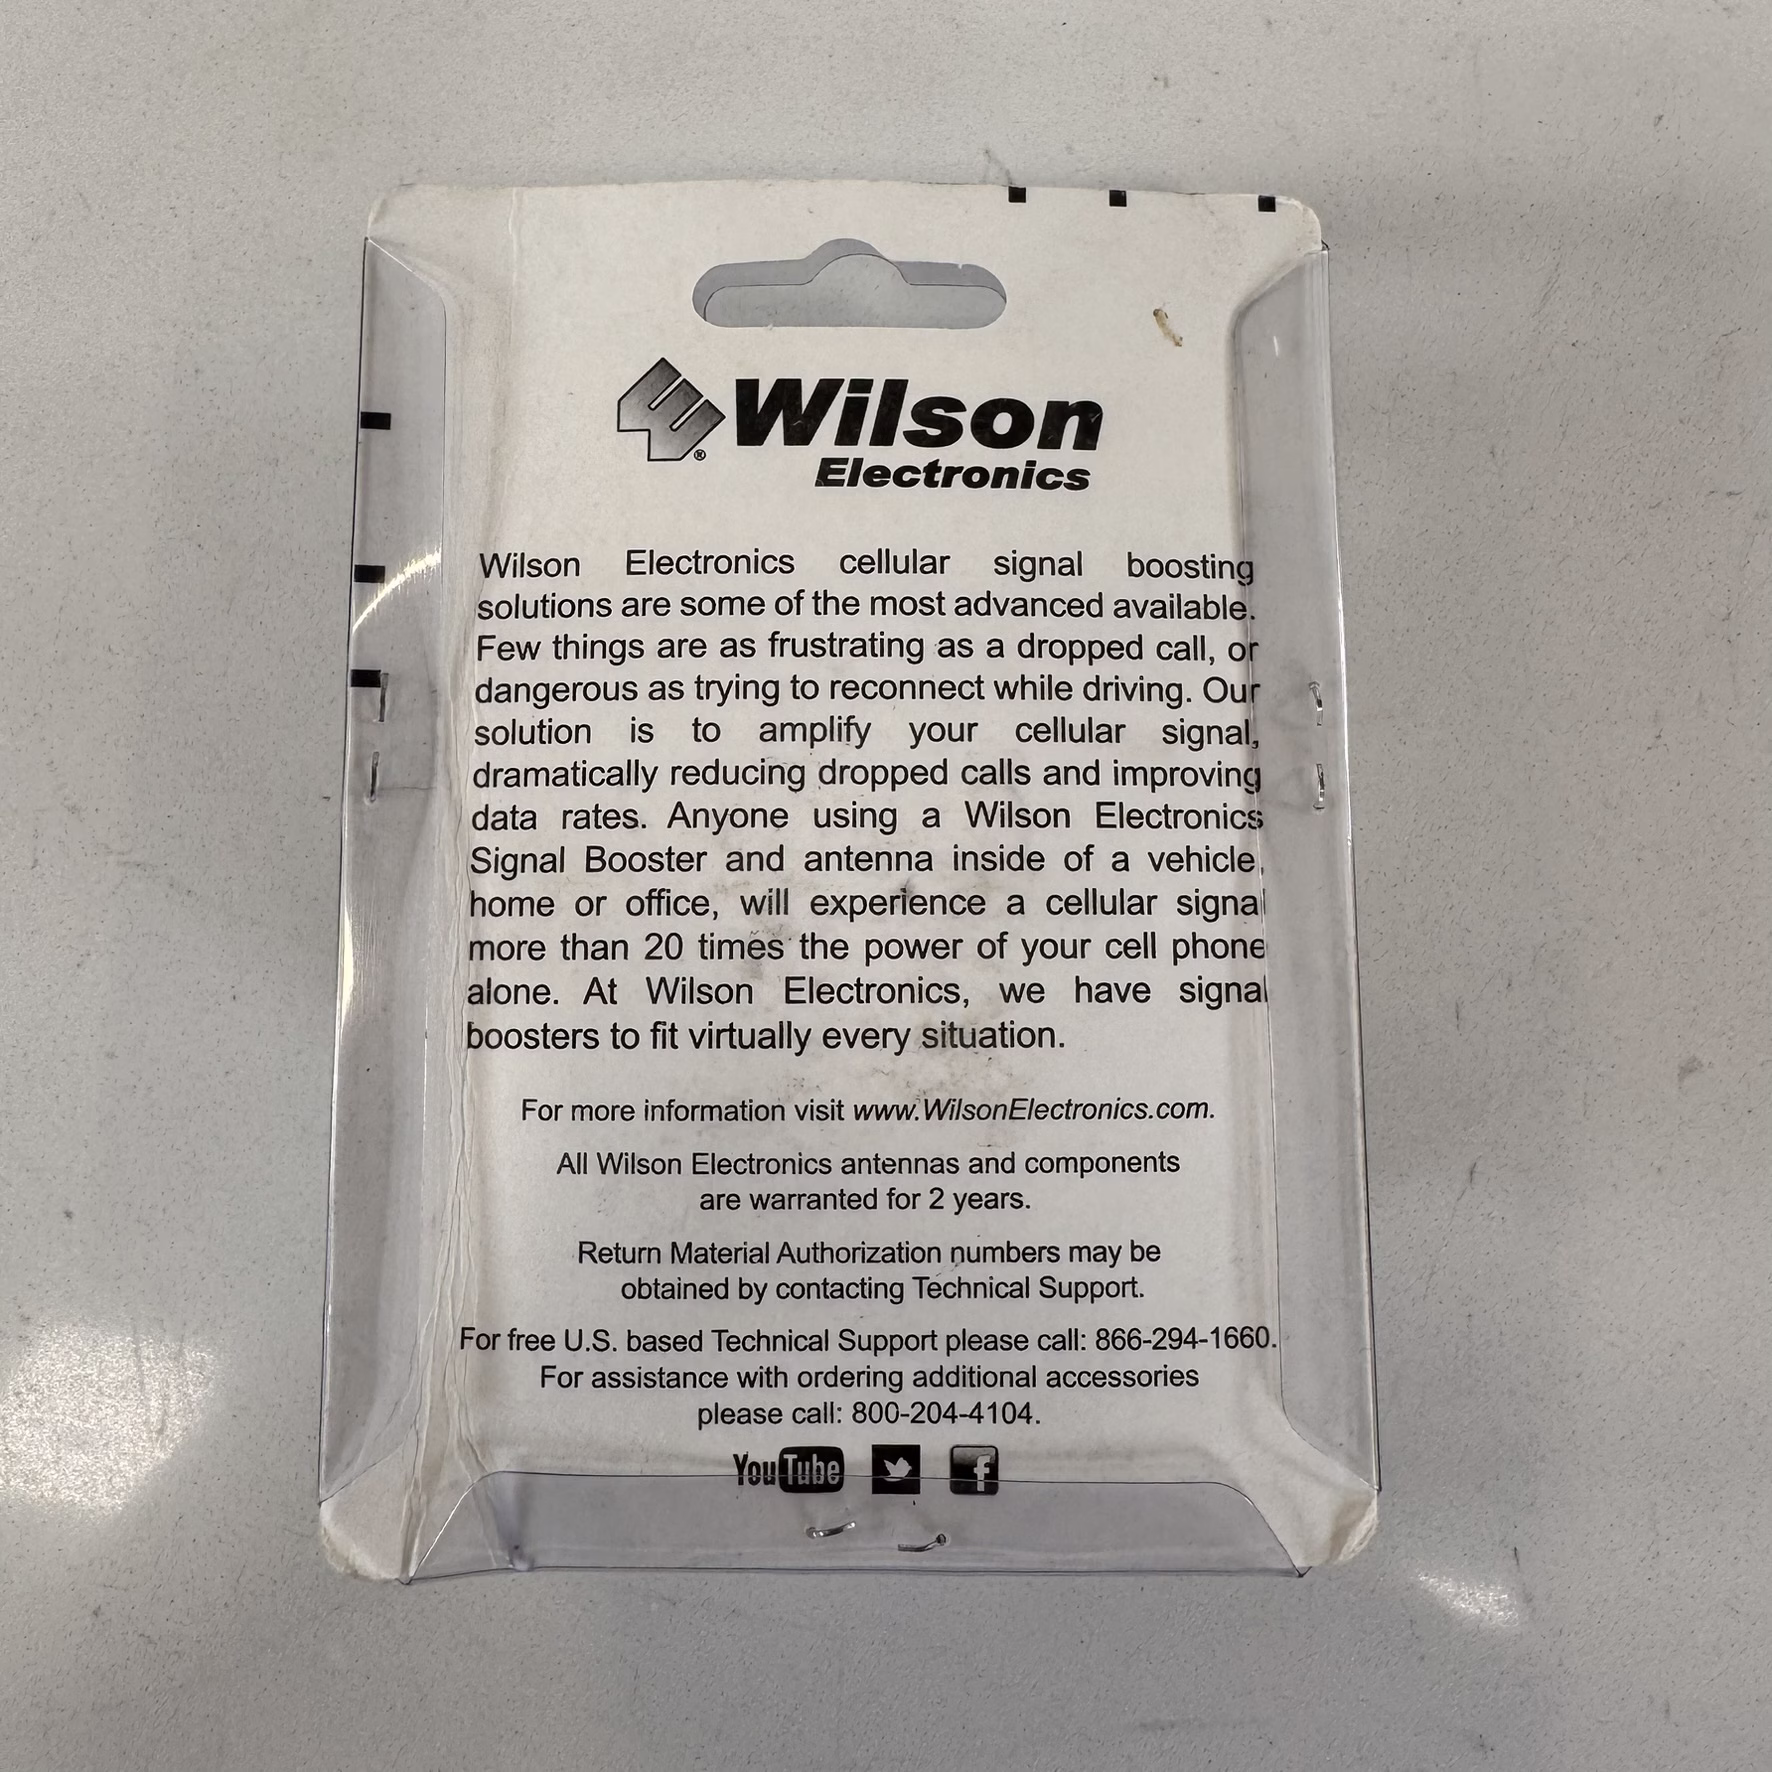 Wilson
Electronics
Wilson Electronics cellular signal boosting
solutions are some of the most advanced available.
Few things are as frustrating as a dropped call, or
dangerous as trying to reconnect while driving. Our
solution is to amplify your cellular signal,
dramatically reducing dropped calls and improving
data rates. Anyone using a Wilson Electronics
Signal Booster and antenna inside of a vehicle,
home or office, will experience a cellular signal
more than 20 times the power of your cell phone
alone. At Wilson Electronics, we have signal
boosters to fit virtually every situation.
For more information visit www.WilsonElectronics.com.
All Wilson Electronics antennas and components
are warranted for 2 years.
Return Material Authorization numbers may be
obtained by contacting Technical Support.
For free U.S. based Technical Support please call: 866-294-1660.
For assistance with ordering additional accessories
please call: 800-204-4104.
YouTube f